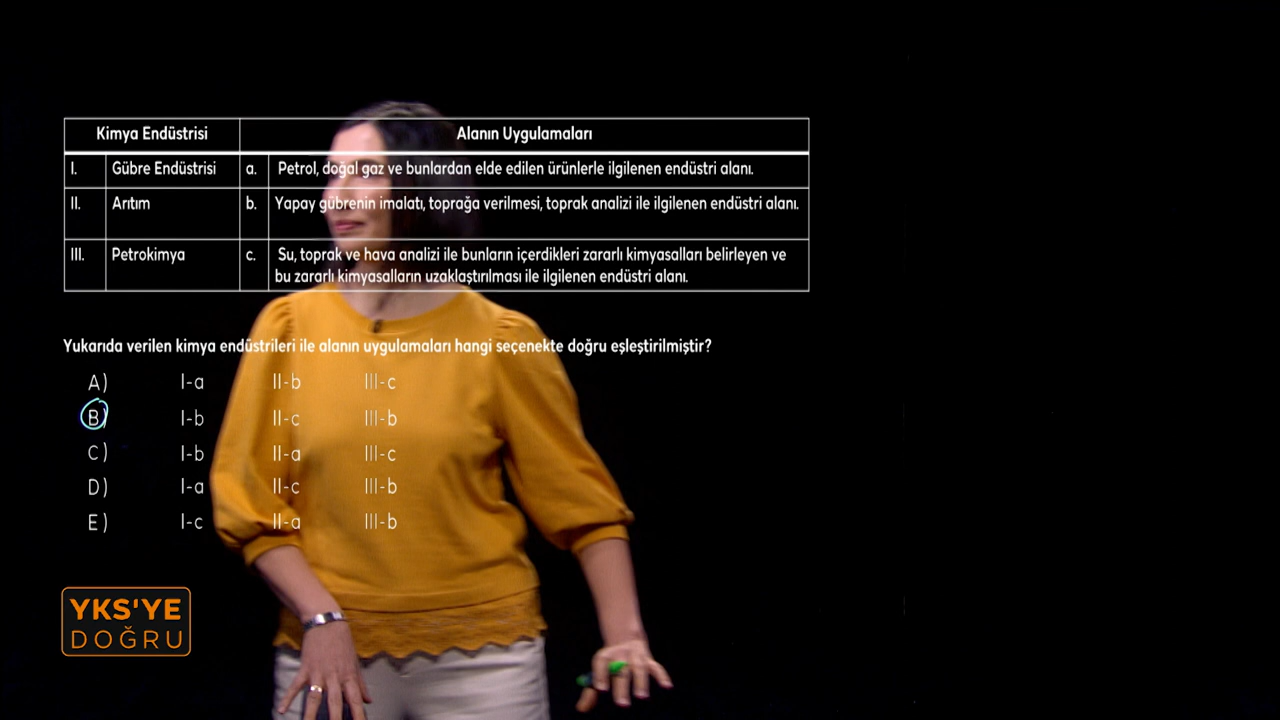 Kimya Endüstrisi Alanın Uygulamaları
I. Gübre Endüstrisi a. Petrol, doğal gaz ve bunlardan elde edilen ürünlerle ilgilenen endüstri alanı.
II. Arıtım b. Yapay gübrenin imalatı, toprağa verilmesi, toprak analizi ile ilgilenen endüstri alanı.
III. Petrokimya c. Su, toprak ve hava analizi ile bunların içerdikleri zararlı kimyasalları belirleyen ve
bu zararlı kimyasalların uzaklaştırılması ile ilgilenen endüstri alanı.
Yukarıda verilen kimya endüstrileri ile alanın uygulamaları hangi seçenekte doğru eşleştirilmiştir?
A) I-a II-b III-c
B) I-b II-c III-b
C) I-b II-a III-c
D) I-a II-c III-b
E) I-c II-a III-b
YKS'YE
DOĞRU